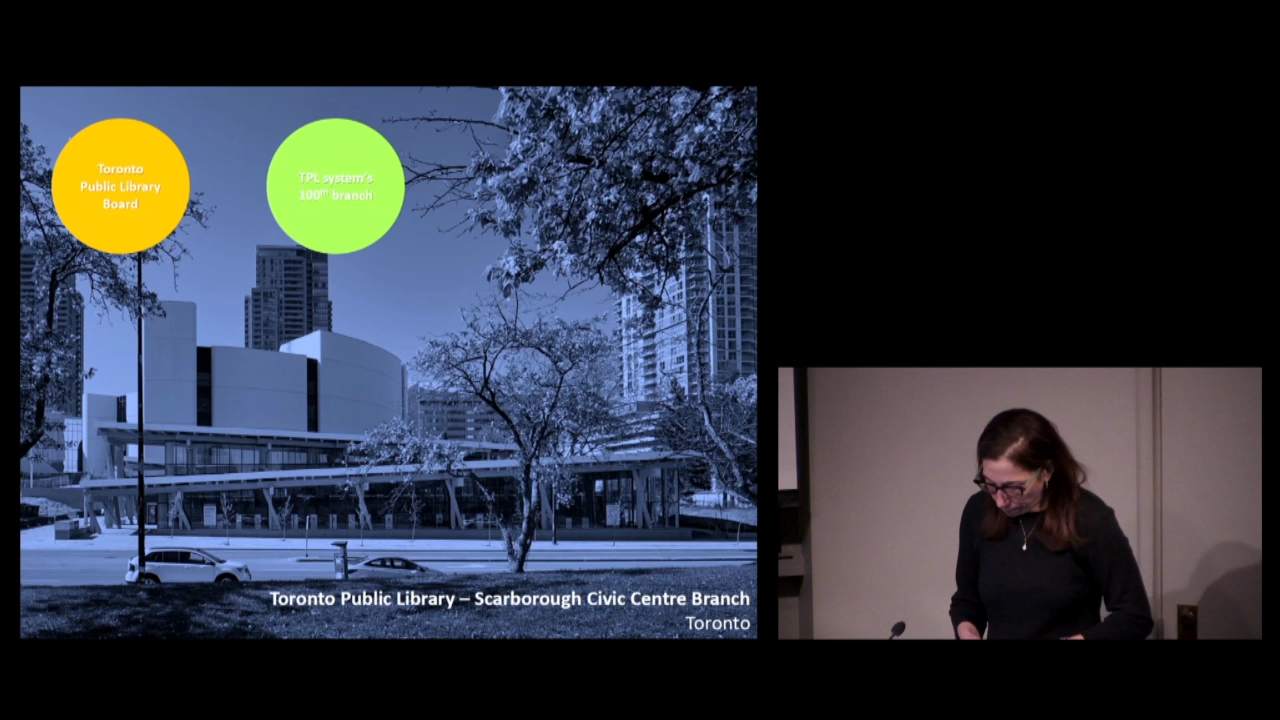 Toronto
Public Library
Board
TPL system's
100th branch
Toronto Public Library – Scarborough Civic Centre Branch
Toronto